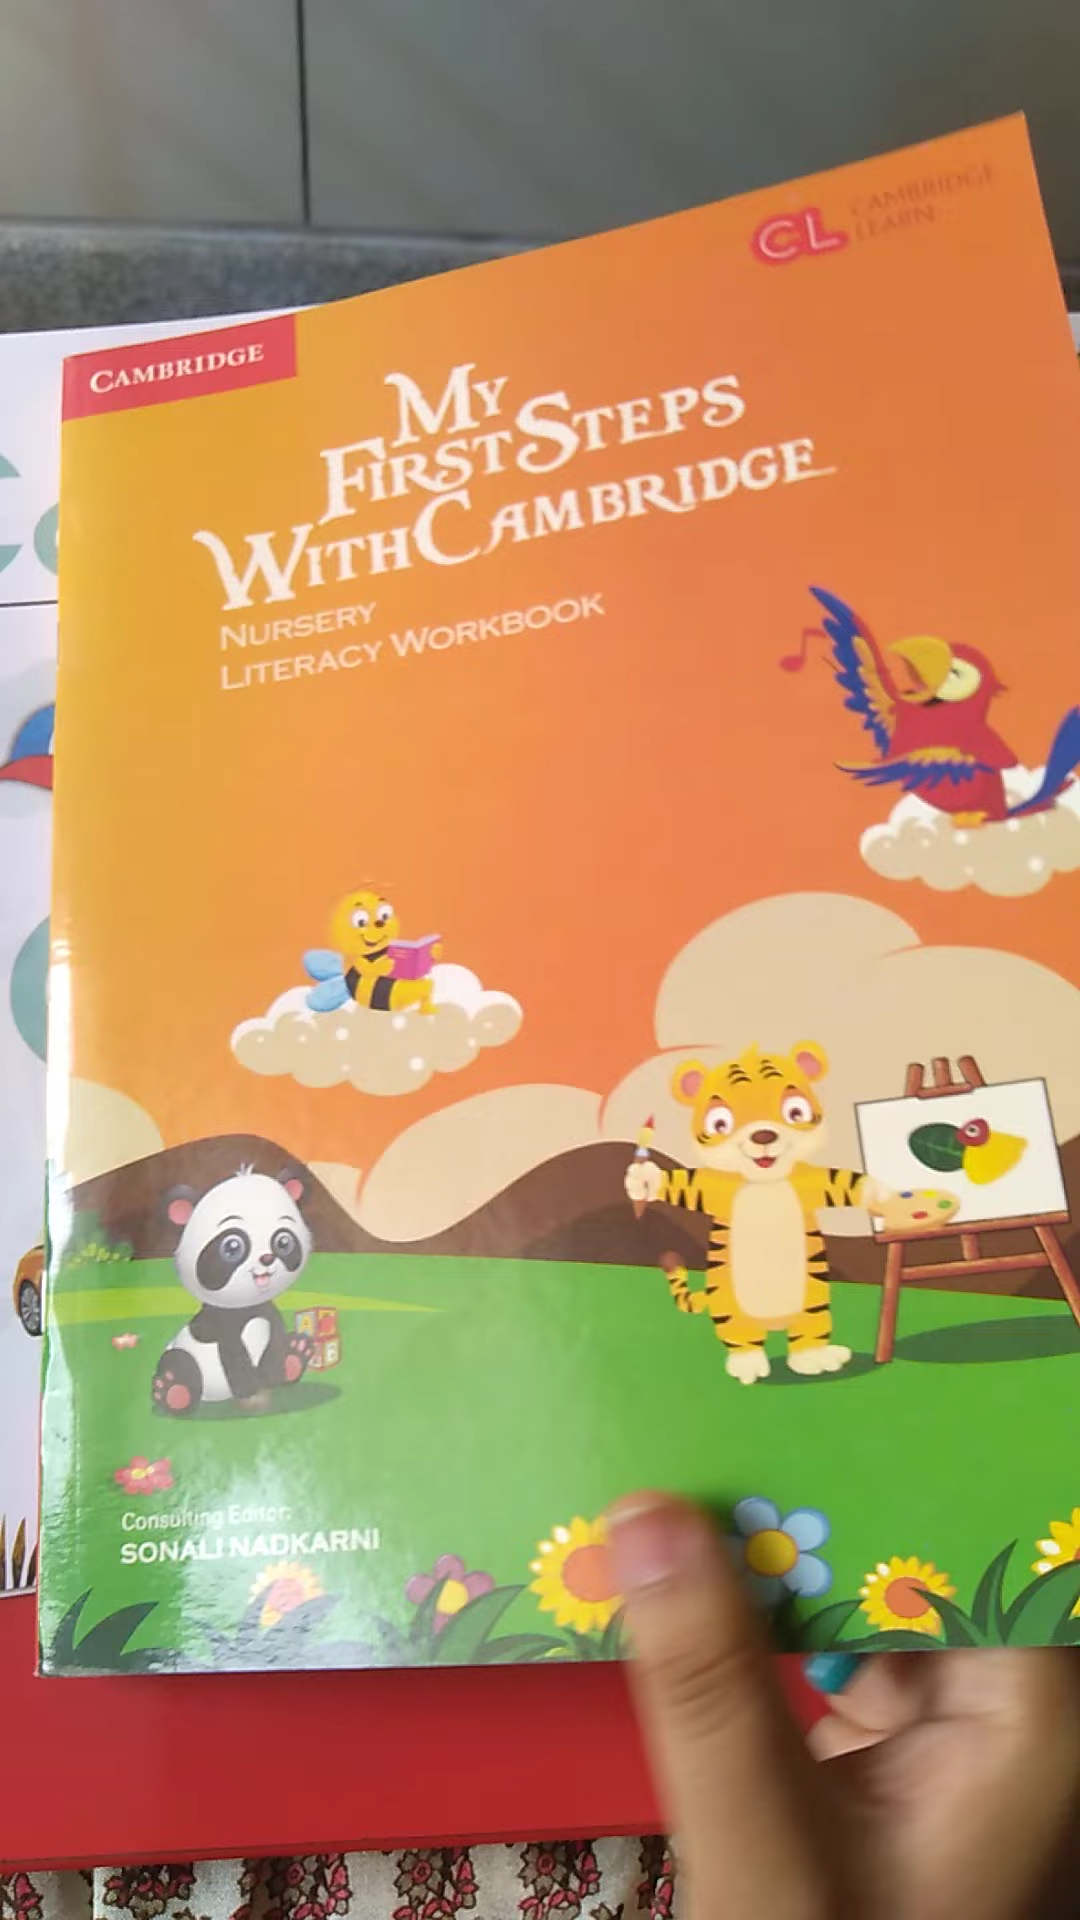 CL CAMBRIDGE
LEARN
CAMBRIDGE
MY
FIRST STEPS
WITH CAMBRIDGE
NURSERY
LITERACY WORKBOOK
A
B
Consulting Editor:
SONALI NADKARNI